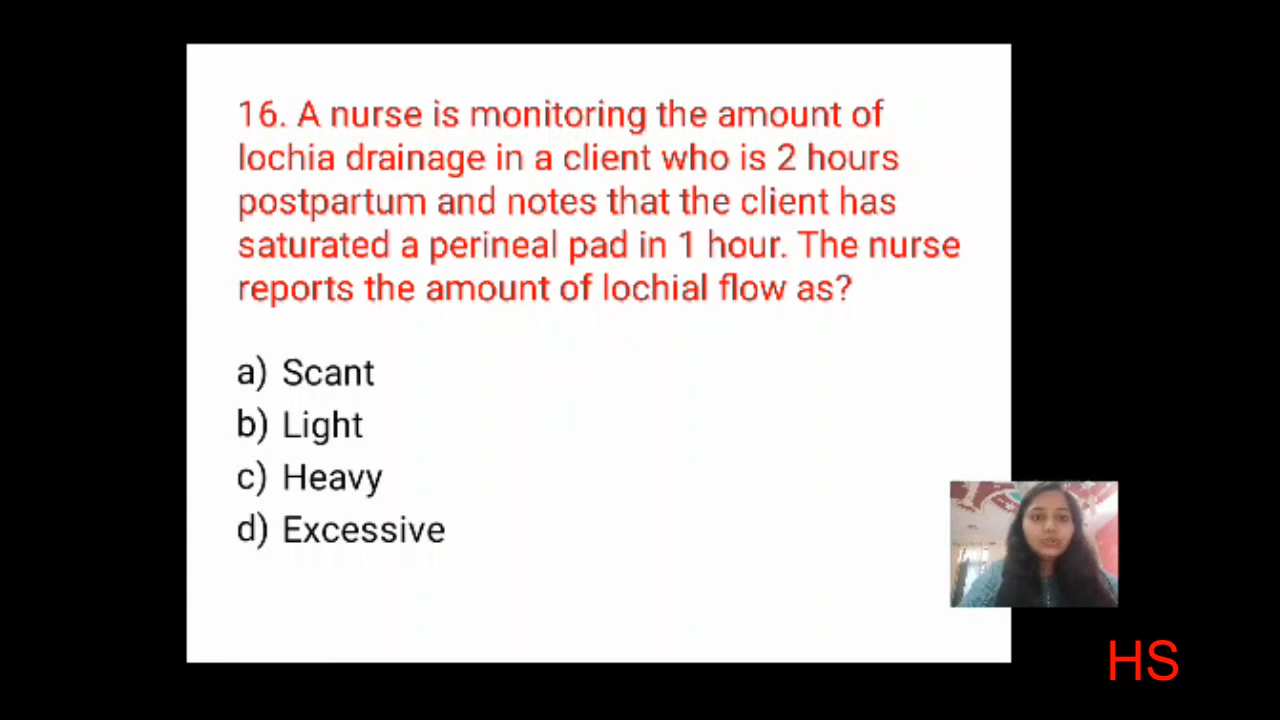 16. A nurse is monitoring the amount of
lochia drainage in a client who is 2 hours
postpartum and notes that the client has
saturated a perineal pad in 1 hour. The nurse
reports the amount of lochial flow as?
a) Scant
b) Light
c) Heavy
d) Excessive
HS